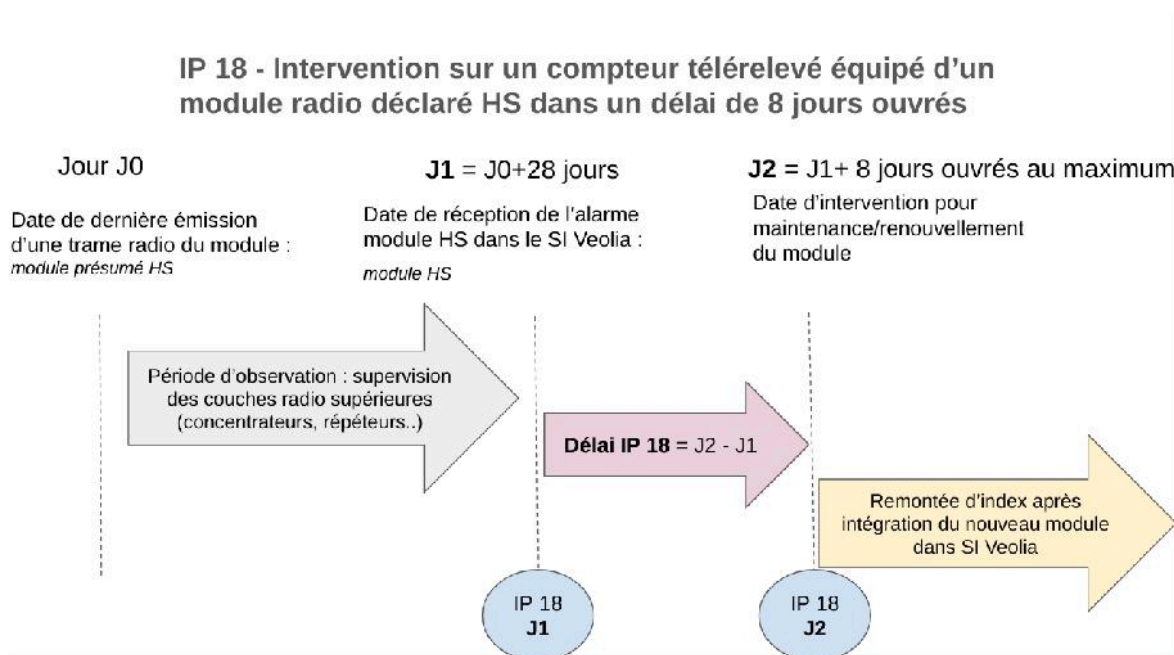 IP 18 - Intervention sur un compteur télérelevé équipé d'un
module radio déclaré HS dans un délai de 8 jours ouvrés
Jour J0
Date de dernière émission
d'une trame radio du module :
module présumé HS
J1 = J0+28 jours
Date de réception de l'alarme
module HS dans le SI Veolia :
module HS
J2 = J1+ 8 jours ouvrés au maximum
Date d'intervention pour
maintenance/renouvellement
du module
Période d'observation : supervision
des couches radio supérieures
(concentrateurs, répéteurs..)
Délai IP 18 = J2 - J1
Remontée d'index après
intégration du nouveau module
dans SI Veolia
IP 18
J1
IP 18
J2